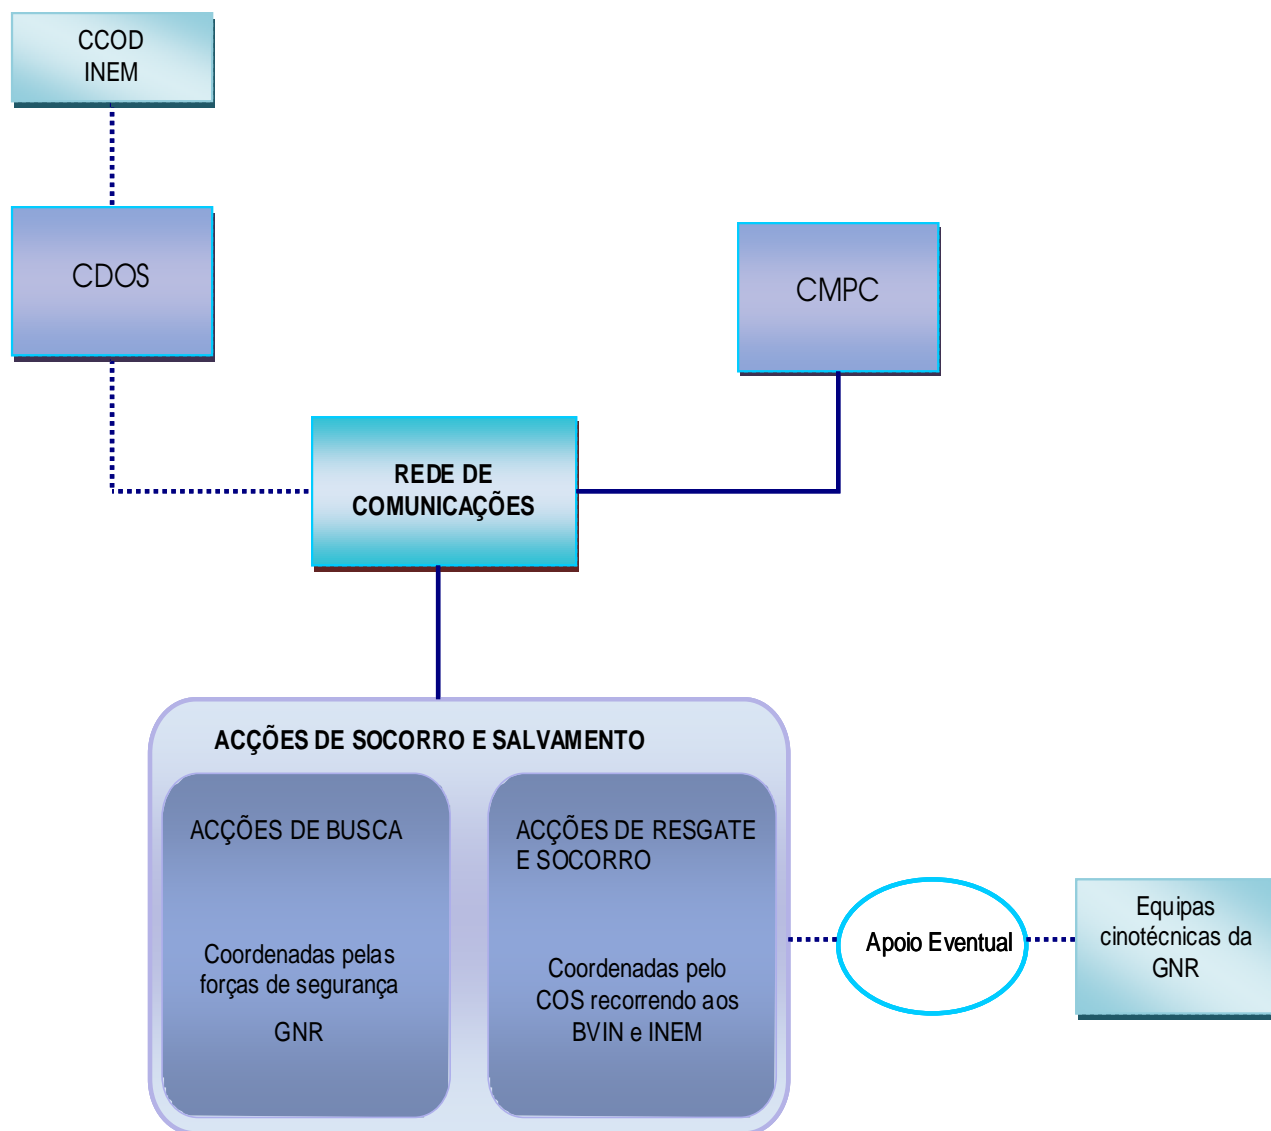 CCOD
INEM
CDOS
CMPC
REDE DE
COMUNICAÇÕES
ACÇÕES DE SOCORRO E SALVAMENTO
ACÇÕES DE BUSCA
Coordenadas pelas
forças de segurança
GNR
ACÇÕES DE RESGATE
E SOCORRO
Coordenadas pelo
COS recorrendo aos
BVIN e INEM
Apoio Eventual
Equipas
cinotécnicas da
GNR